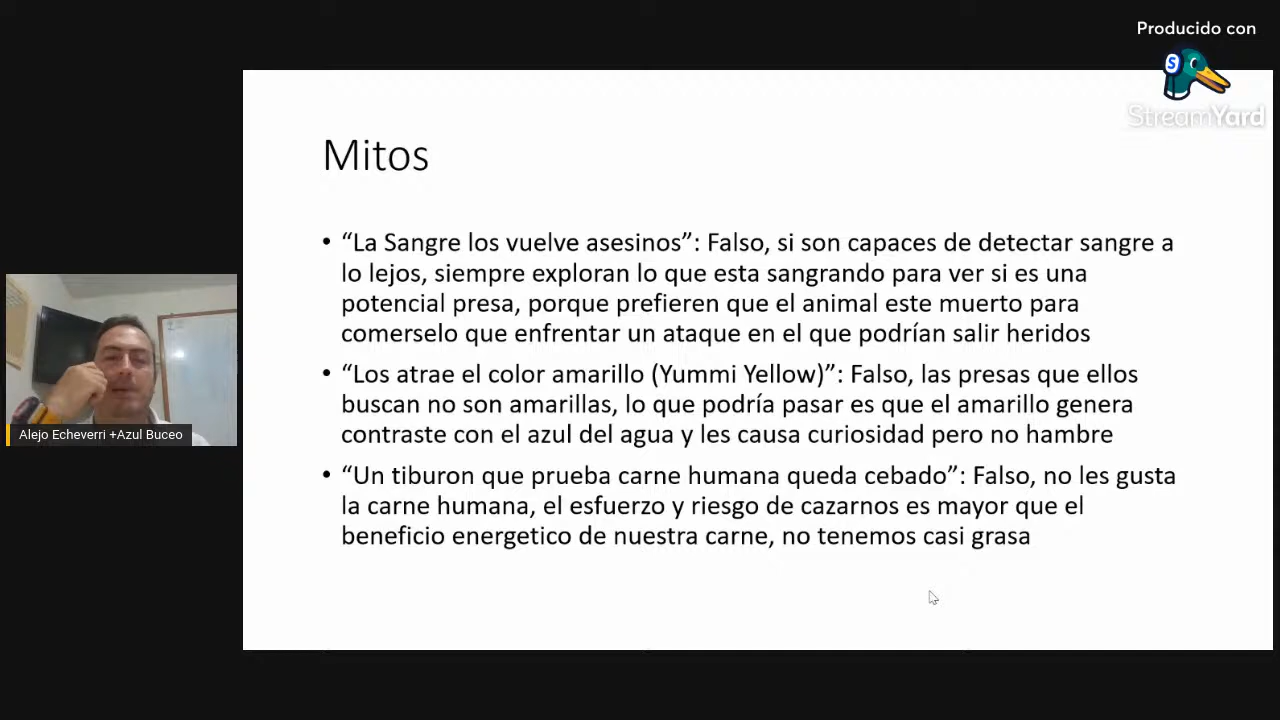 Producido con
StreamYard
Mitos
• “La Sangre los vuelve asesinos”: Falso, si son capaces de detectar sangre a
lo lejos, siempre exploran lo que esta sangrando para ver si es una
potencial presa, porque prefieren que el animal este muerto para
comerselo que enfrentar un ataque en el que podrían salir heridos
• “Los atrae el color amarillo (Yummi Yellow)”: Falso, las presas que ellos
buscan no son amarillas, lo que podría pasar es que el amarillo genera
contraste con el azul del agua y les causa curiosidad pero no hambre
• “Un tiburon que prueba carne humana queda cebado”: Falso, no les gusta
la carne humana, el esfuerzo y riesgo de cazarnos es mayor que el
beneficio energetico de nuestra carne, no tenemos casi grasa
Alejo Echeverri +Azul Buceo